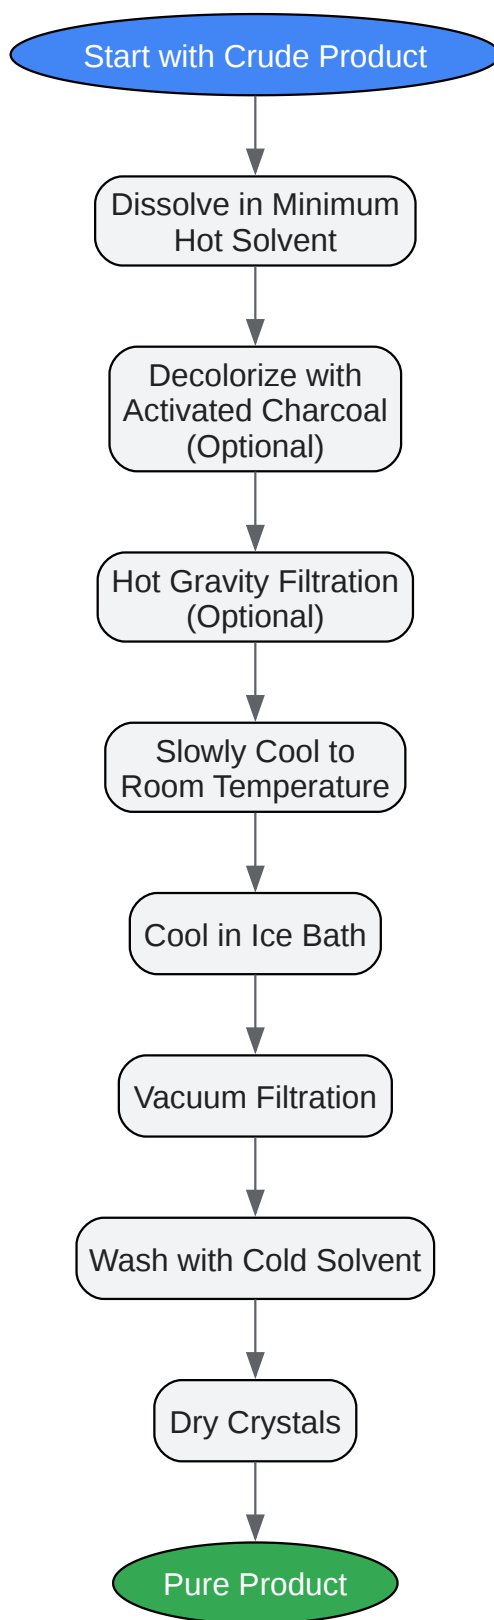 Start with Crude Product
Dissolve in Minimum
Hot Solvent
Decolorize with
Activated Charcoal
(Optional)
Hot Gravity Filtration
(Optional)
Slowly Cool to
Room Temperature
Cool in Ice Bath
Vacuum Filtration
Wash with Cold Solvent
Dry Crystals
Pure Product